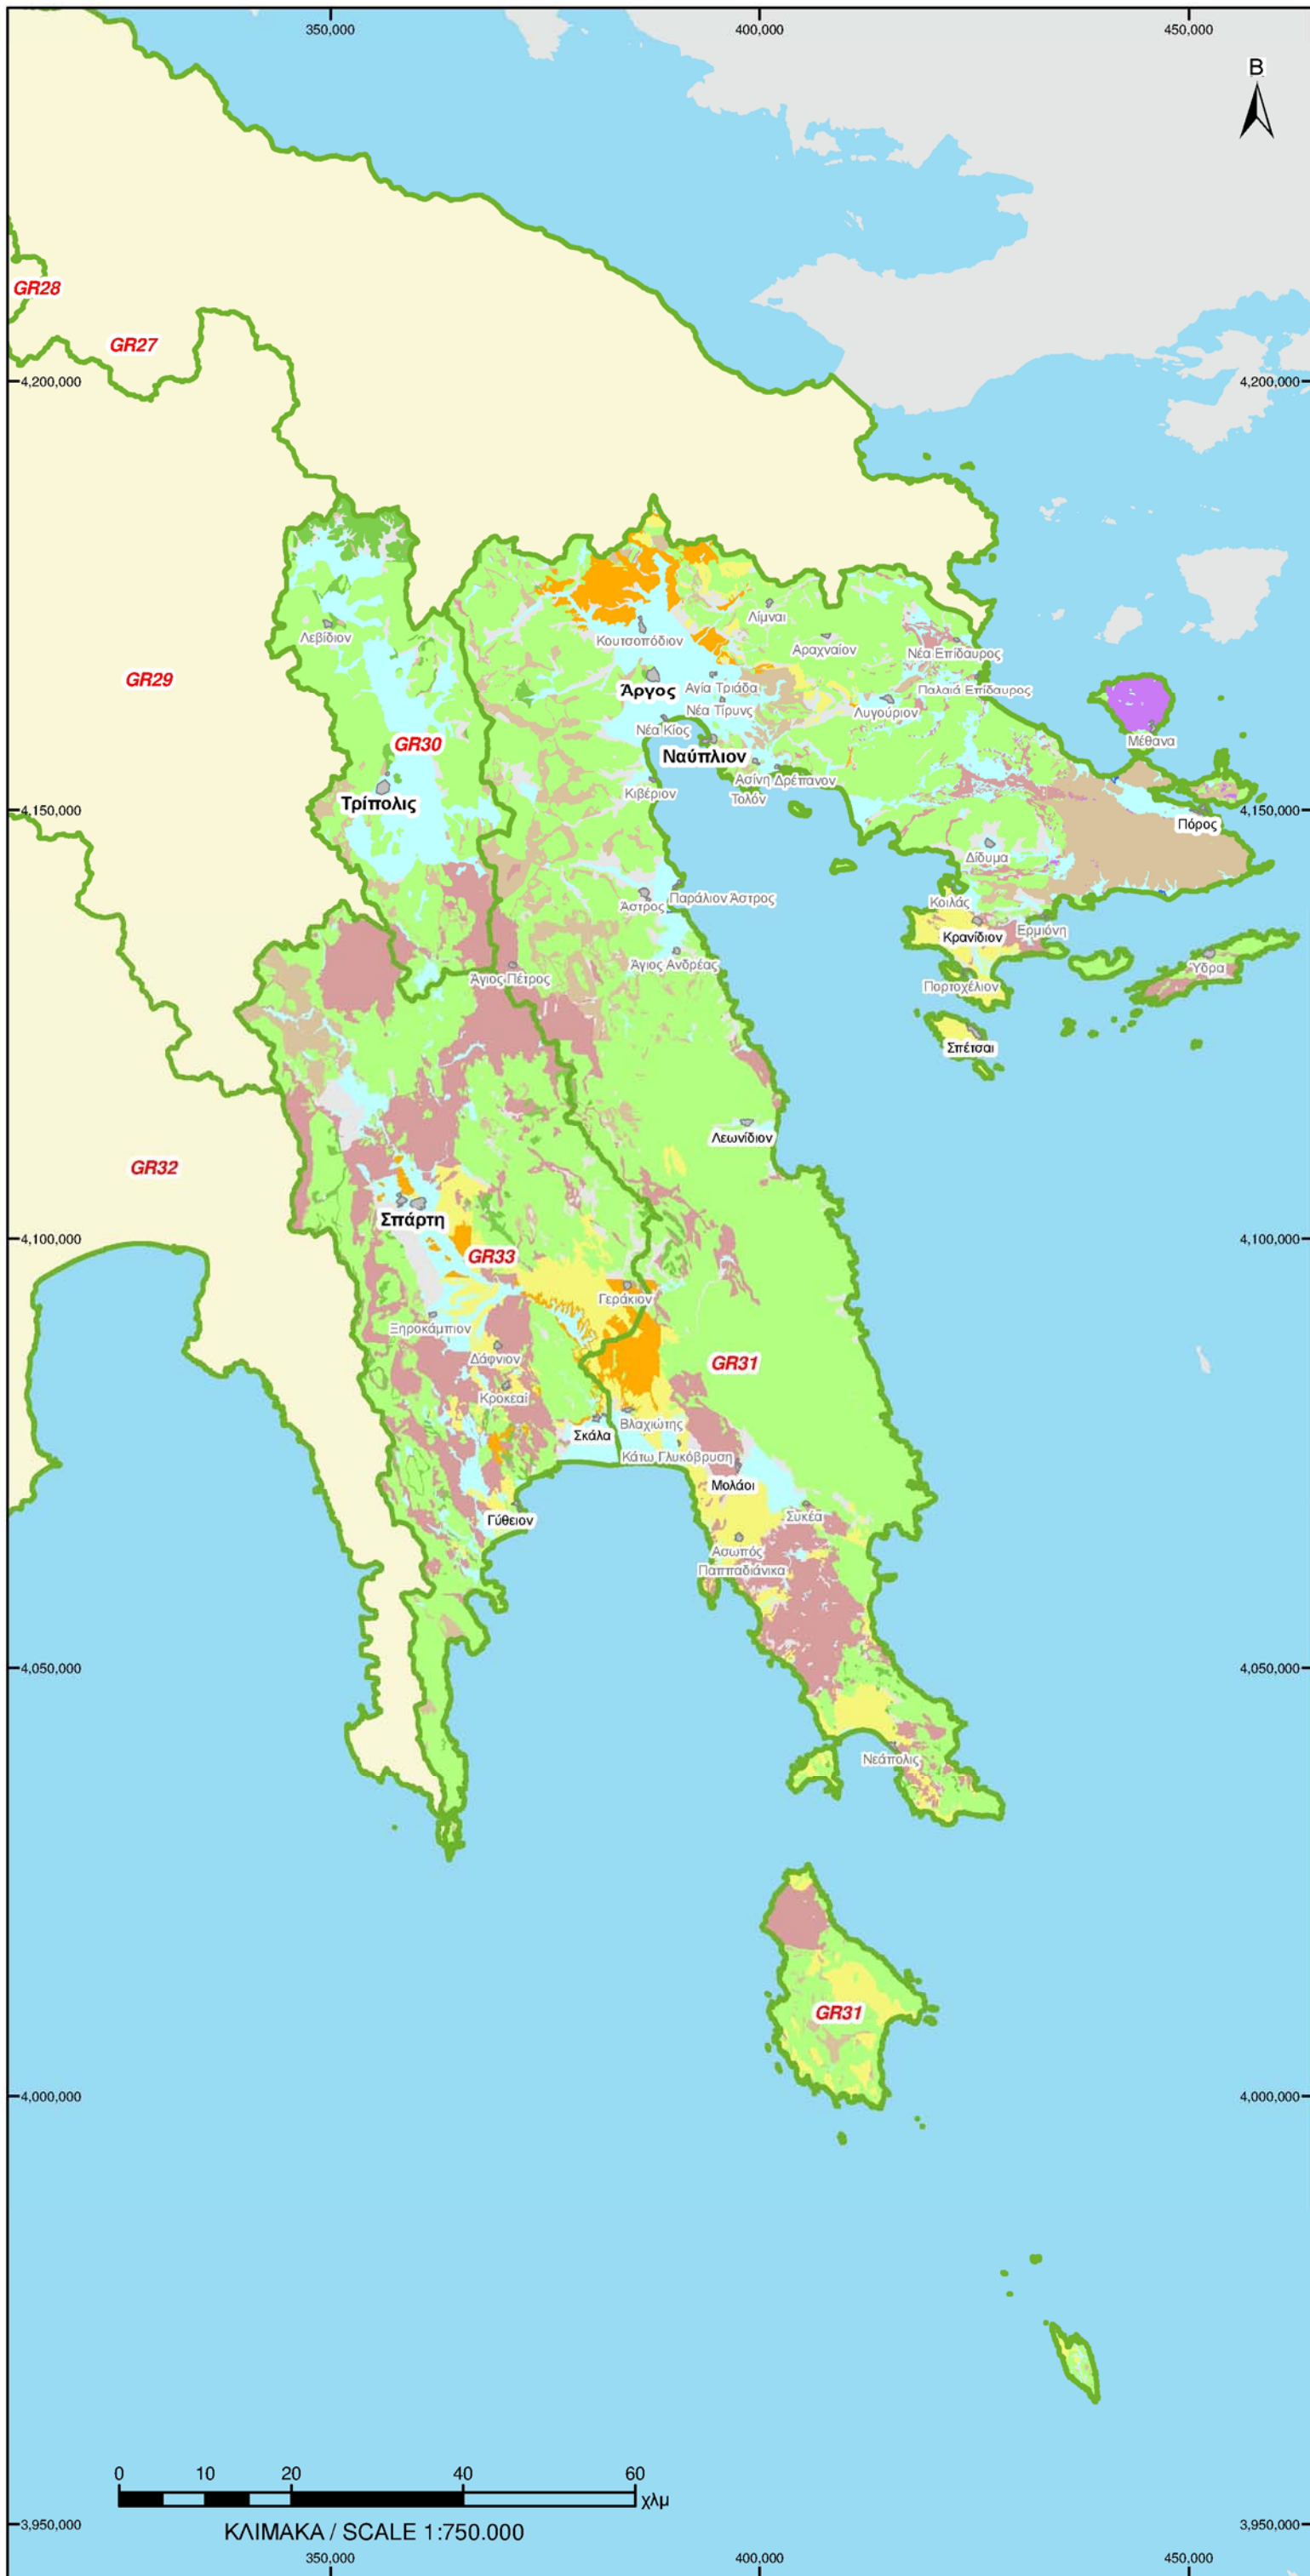 350,000
400,000
450,000
Β
GR28
GR27
4,200,000
4,200,000
Λίμναι
Κουτσοπόδιον
Λεβίδιον
Αραχναίον
Νέα Επίδαυρος
GR29
Άργος
Αγία Τριάδα
Παλαιά Επίδαυρος
Νέα Τίρυνς
Λυγούριον
Νέα Κίος
Μέθανα
GR30
Ναύπλιον
Ασίνη
Δρέπανον
Κιβέριον
Τολόν
Τρίπολις
4,150,000
4,150,000
Πόρος
Δίδυμα
Παράλιον Άστρος
Άστρος
Κοιλάς
Ερμιόνη
Κρανίδιον
Άγιος Ανδρέας
Ύδρα
Άγιος Πέτρος
Πορτοχέλιον
Σπέτσαι
Λεωνίδιον
GR32
Σπάρτη
4,100,000
4,100,000
GR33
Γεράκιον
Ξηροκάμπιον
Δάφνιον
GR31
Κροκεαί
Βλαχιώτης
Σκάλα
Κάτω Γλυκόβρυση
Μολάοι
Γύθειον
Συκέα
Ασωπός
Παππαδιάνικα
4,050,000
4,050,000
Νεάπολις
GR31
4,000,000
4,000,000
0 10 20 40 60
χλμ
ΚΛΙΜΑΚΑ / SCALE 1:750.000
3,950,000
3,950,000
350,000
400,000
450,000